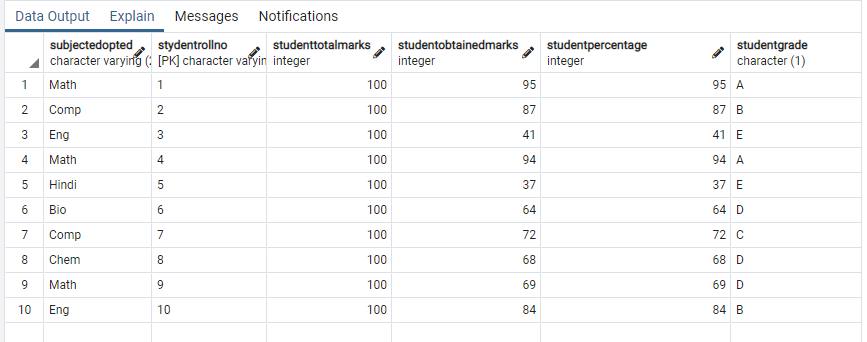 Data Output Explain Messages Notifications
subjectedopted stydentrollno studenttotalmarks studentobtainedmarks studentpercentage studentgrade
character varying (2 [PK] character varyin integer integer integer character (1)
1 Math 1 100 95 95 A
2 Comp 2 100 87 87 B
3 Eng 3 100 41 41 E
4 Math 4 100 94 94 A
5 Hindi 5 100 37 37 E
6 Bio 6 100 64 64 D
7 Comp 7 100 72 72 C
8 Chem 8 100 68 68 D
9 Math 9 100 69 69 D
10 Eng 10 100 84 84 B